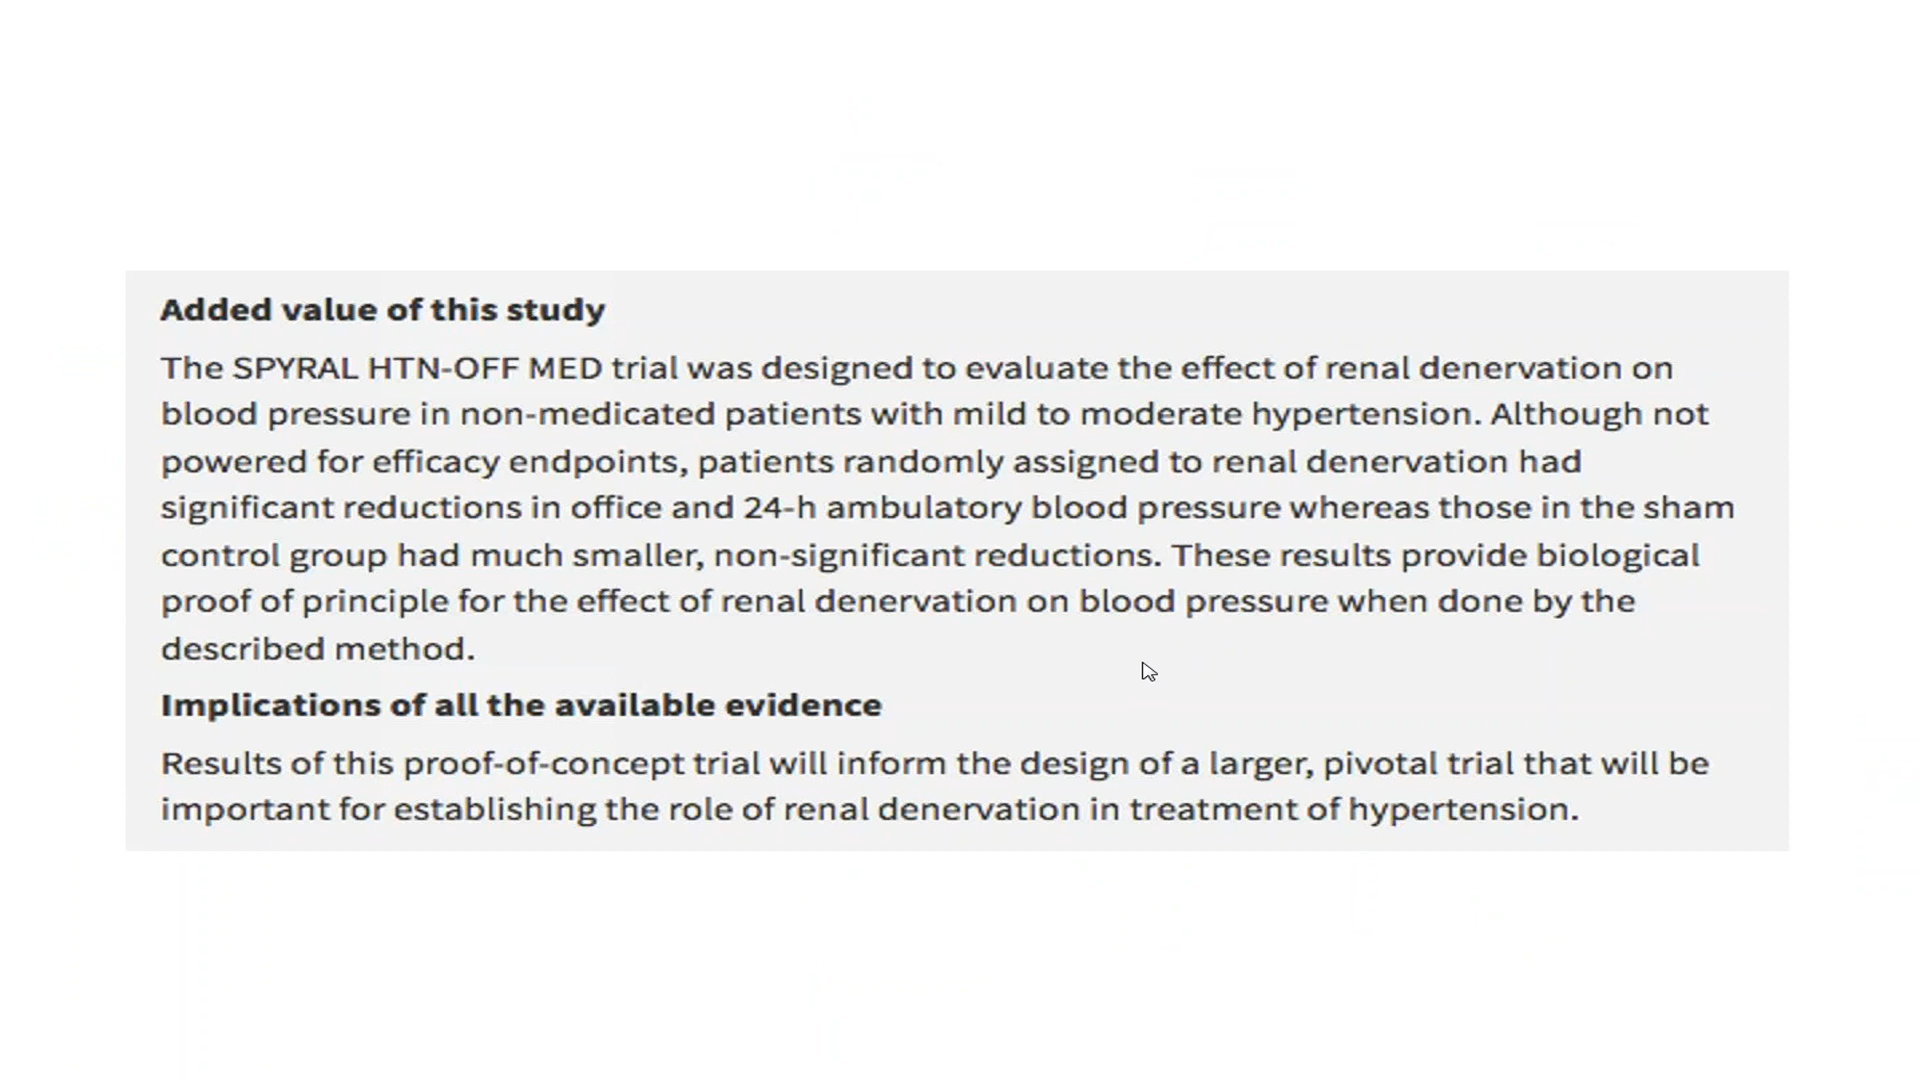 Added value of this study
The SPYRAL HTN-OFF MED trial was designed to evaluate the effect of renal denervation on
blood pressure in non-medicated patients with mild to moderate hypertension. Although not
powered for efficacy endpoints, patients randomly assigned to renal denervation had
significant reductions in office and 24-h ambulatory blood pressure whereas those in the sham
control group had much smaller, non-significant reductions. These results provide biological
proof of principle for the effect of renal denervation on blood pressure when done by the
described method.
Implications of all the available evidence
Results of this proof-of-concept trial will inform the design of a larger, pivotal trial that will be
important for establishing the role of renal denervation in treatment of hypertension.